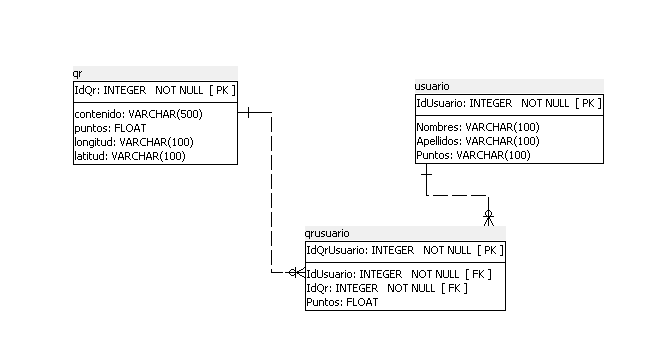 qr
IdQr: INTEGER NOT NULL [ PK ]
contenido: VARCHAR(500)
puntos: FLOAT
longitud: VARCHAR(100)
latitud: VARCHAR(100)
usuario
IdUsuario: INTEGER NOT NULL [ PK ]
Nombres: VARCHAR(100)
Apellidos: VARCHAR(100)
Puntos: VARCHAR(100)
qrusuario
IdQrUsuario: INTEGER NOT NULL [ PK ]
IdUsuario: INTEGER NOT NULL [ FK ]
IdQr: INTEGER NOT NULL [ FK ]
Puntos: FLOAT